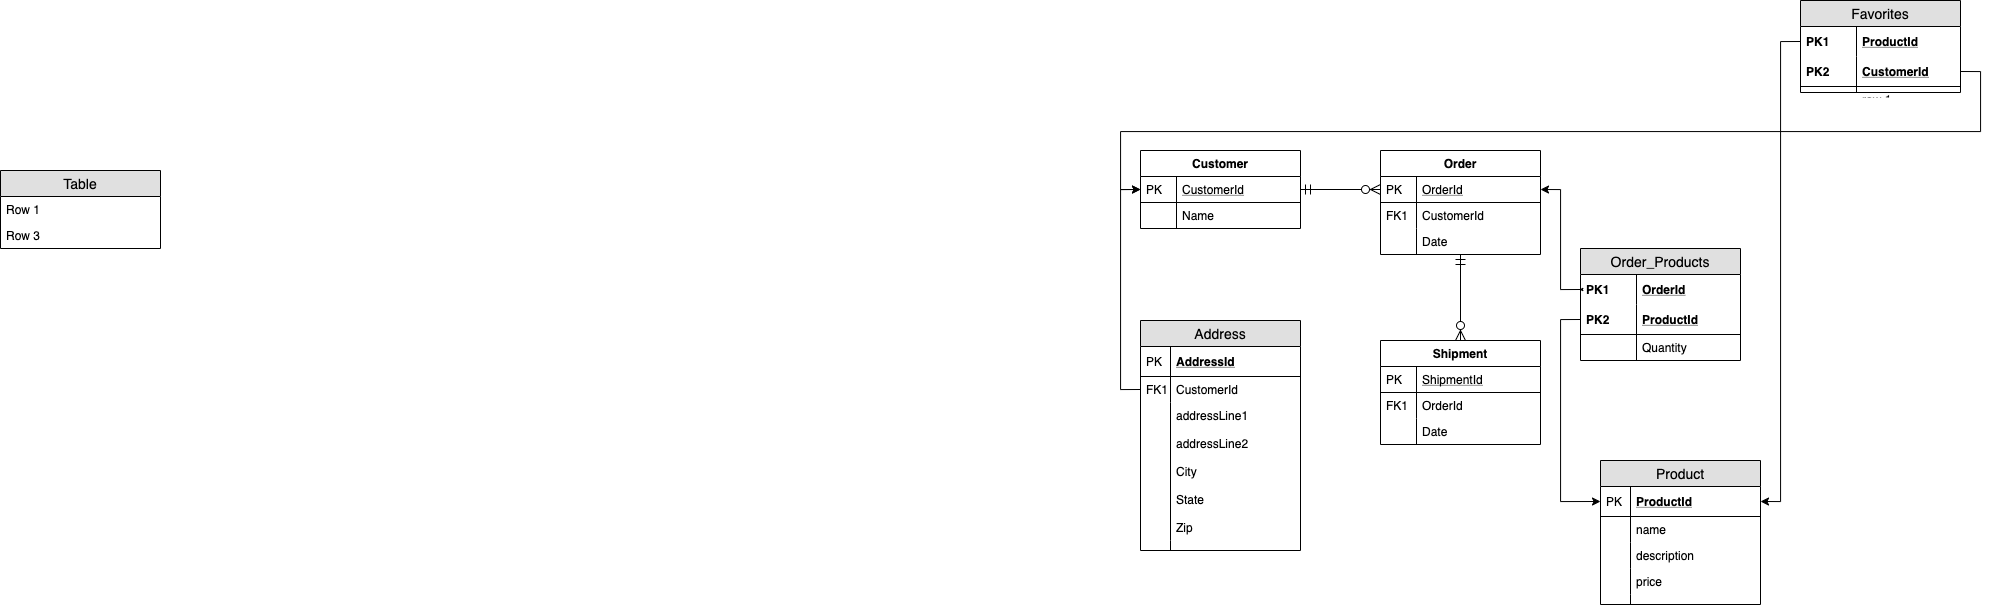 Table
Row 1
Row 3
Favorites
PK1 ProductId
PK2 CustomerId
Customer
PK CustomerId
Name
Order
PK OrderId
FK1 CustomerId
Date
Order_Products
PK1 OrderId
PK2 ProductId
Quantity
Address
PK AddressId
FK1 CustomerId
addressLine1
addressLine2
City
State
Zip
Shipment
PK ShipmentId
FK1 OrderId
Date
Product
PK ProductId
name
description
price